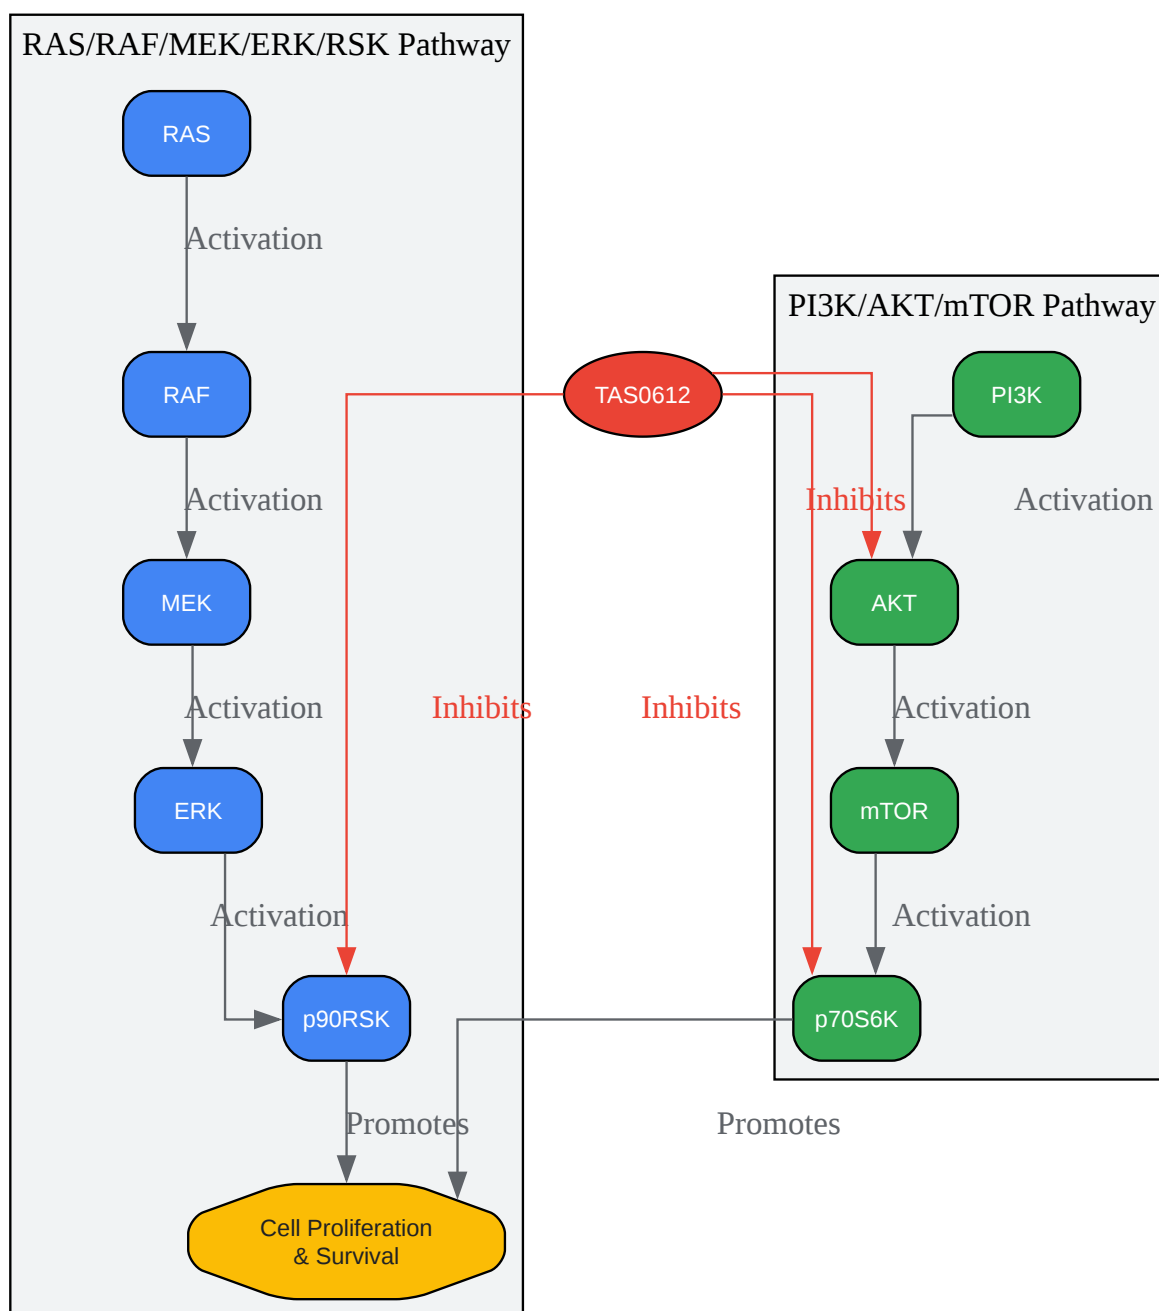 RAS/RAF/MEK/ERK/RSK Pathway
RAS
Activation
PI3K/AKT/mTOR Pathway
RAF
TAS0612
PI3K
Activation
Inhibits
Activation
MEK
AKT
Activation
Inhibits
Inhibits
Activation
ERK
mTOR
Activation
Activation
p90RSK
p70S6K
Promotes
Promotes
Cell Proliferation
& Survival